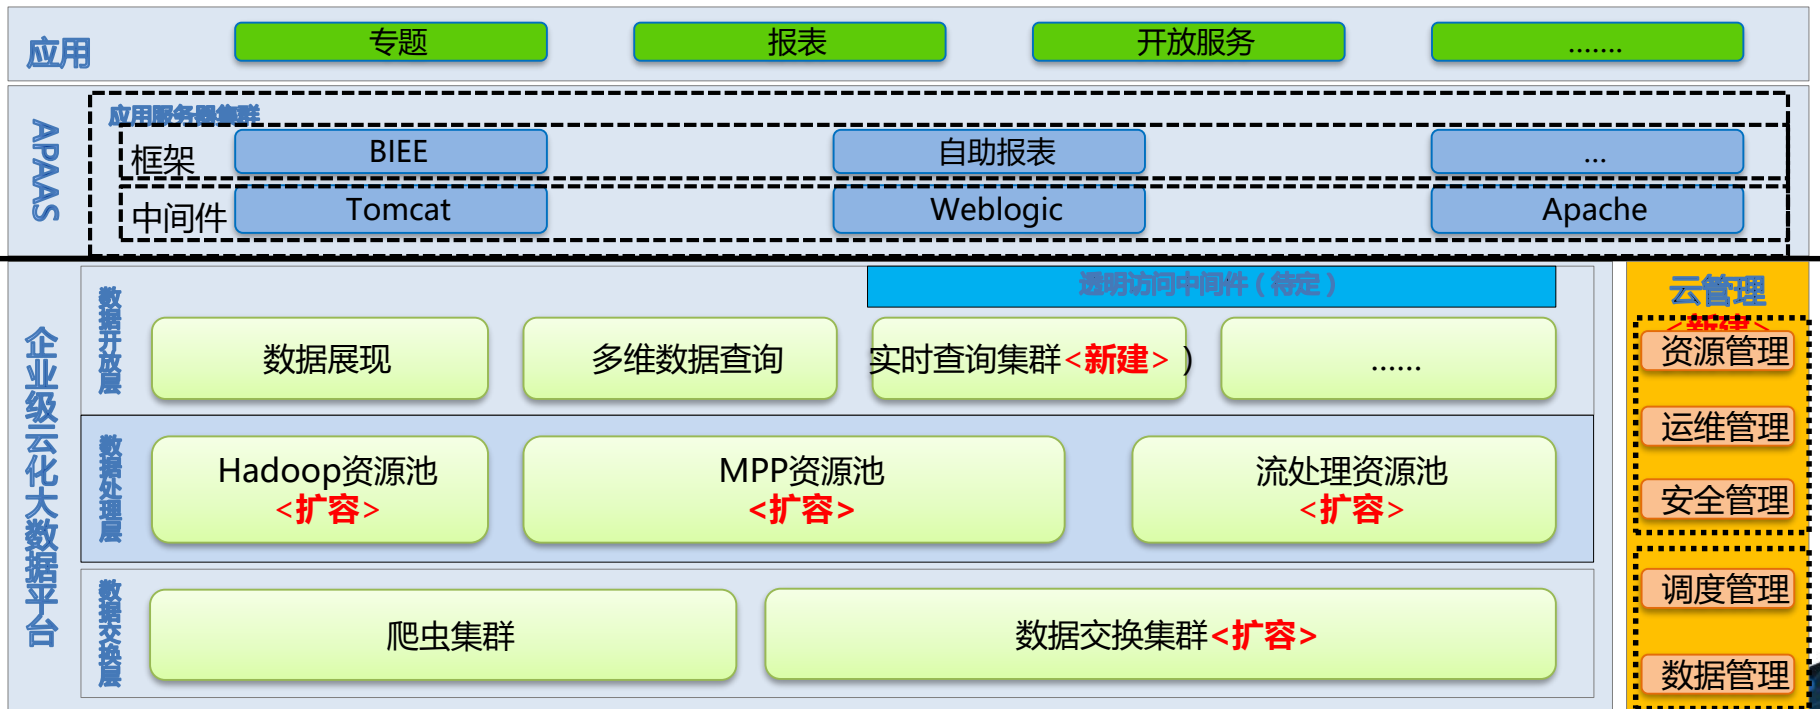 应用
专题
报表
开放服务
.......
APAAS
应用服务器集群
框架
BIEE
自助报表
...
中间件
Tomcat
Weblogic
Apache
企业级云化大数据平台
数据开放层
透明访问中间件（待定）
数据展现
多维数据查询
实时查询集群<新建>）
......
数据处理层
Hadoop资源池
<扩容>
MPP资源池
<扩容>
流处理资源池
<扩容>
数据交换层
爬虫集群
数据交换集群<扩容>
云管理
<新建>
资源管理
运维管理
安全管理
调度管理
数据管理